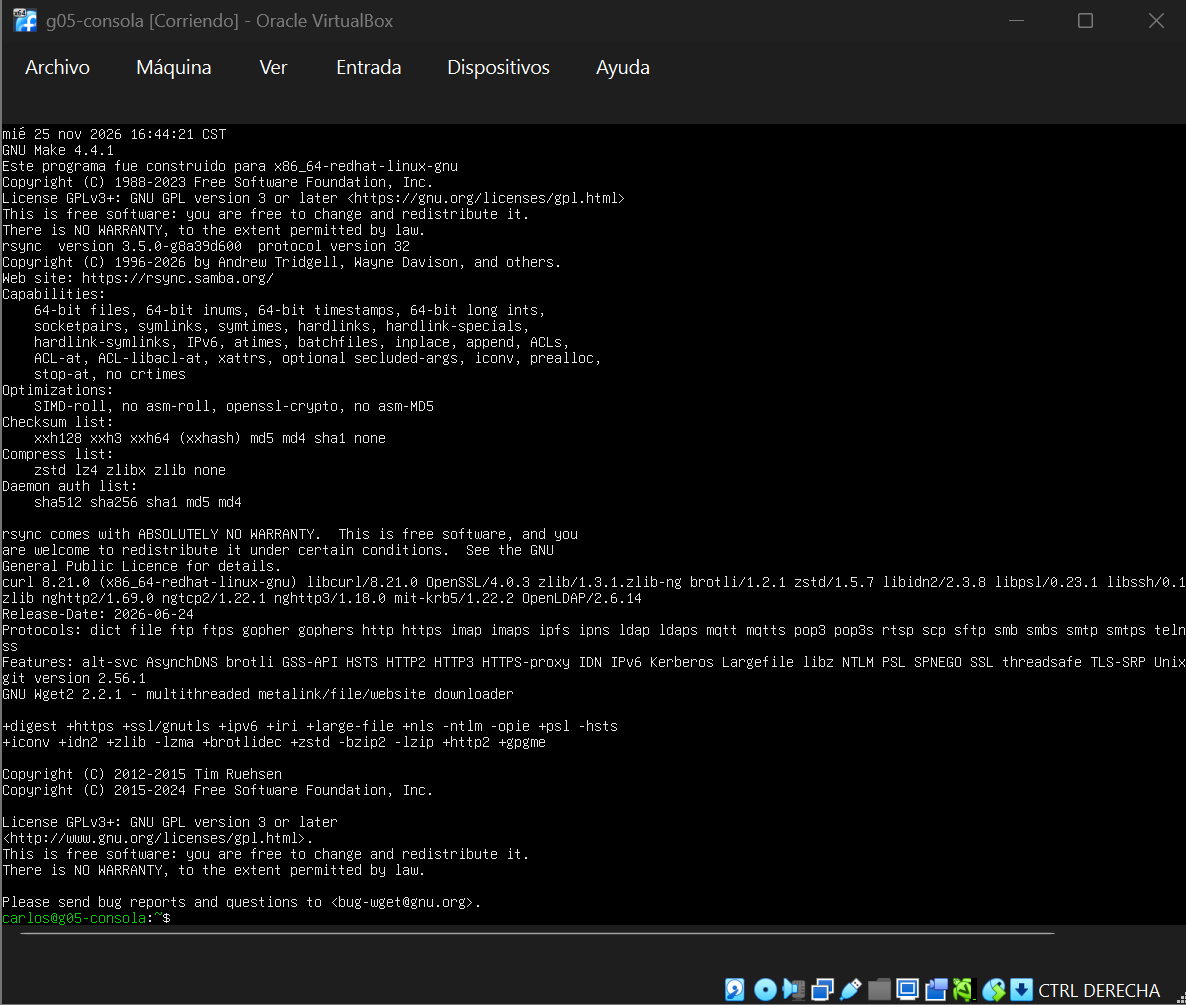 g05-consola [Corriendo] - Oracle VirtualBox
Archivo Máquina Ver Entrada Dispositivos Ayuda
mié 25 nov 2026 16:44:21 CST
GNU Make 4.4.1
Este programa fue construido para x86_64-redhat-linux-gnu
Copyright (C) 1988-2023 Free Software Foundation, Inc.
License GPLv3+: GNU GPL version 3 or later <https://gnu.org/licenses/gpl.html>
This is free software: you are free to change and redistribute it.
There is NO WARRANTY, to the extent permitted by law.
rsync  version 3.5.0-g8a39d600  protocol version 32
Copyright (C) 1996-2026 by Andrew Tridgell, Wayne Davison, and others.
Web site: https://rsync.samba.org/
Capabilities:
    64-bit files, 64-bit inums, 64-bit timestamps, 64-bit long ints,
    socketpairs, symlinks, symtimes, hardlinks, hardlink-specials,
    hardlink-symlinks, IPv6, atimes, batchfiles, inplace, append, ACLs,
    ACL-at, ACL-libacl-at, xattrs, optional secluded-args, iconv, prealloc,
    stop-at, no crtimes
Optimizations:
    SIMD-roll, no asm-roll, openssl-crypto, no asm-MD5
Checksum list:
    xxh128 xxh3 xxh64 (xxhash) md5 md4 sha1 none
Compress list:
    zstd lz4 zlibx zlib none
Daemon auth list:
    sha512 sha256 sha1 md5 md4

rsync comes with ABSOLUTELY NO WARRANTY.  This is free software, and you
are welcome to redistribute it under certain conditions.  See the GNU
General Public Licence for details.
curl 8.21.0 (x86_64-redhat-linux-gnu) libcurl/8.21.0 OpenSSL/4.0.3 zlib/1.3.1.zlib-ng brotli/1.2.1 zstd/1.5.7 libidn2/2.3.8 libpsl/0.23.1 libssh/0.1
zlib nghttp2/1.69.0 ngtcp2/1.22.1 nghttp3/1.18.0 mit-krb5/1.22.2 OpenLDAP/2.6.14
Release-Date: 2026-06-24
Protocols: dict file ftp ftps gopher gophers http https imap imaps ipfs ipns ldap ldaps mqtt mqtts pop3 pop3s rtsp scp sftp smb smbs smtp smtps teln
ss
Features: alt-svc AsynchDNS brotli GSS-API HSTS HTTP2 HTTP3 HTTPS-proxy IDN IPv6 Kerberos Largefile libz NTLM PSL SPNEGO SSL threadsafe TLS-SRP Unix
git version 2.56.1
GNU Wget2 2.2.1 - multithreaded metalink/file/website downloader

+digest +https +ssl/gnutls +ipv6 +iri +large-file +nls -ntlm -opie +psl -hsts
+iconv +idn2 +zlib -lzma +brotlidec +zstd -bzip2 -lzip +http2 +gpgme

Copyright (C) 2012-2015 Tim Ruehsen
Copyright (C) 2015-2024 Free Software Foundation, Inc.

License GPLv3+: GNU GPL version 3 or later
<http://www.gnu.org/licenses/gpl.html>.
This is free software: you are free to change and redistribute it.
There is NO WARRANTY, to the extent permitted by law.

Please send bug reports and questions to <bug-wget@gnu.org>.
carlos@g05-consola:~$
CTRL DERECHA